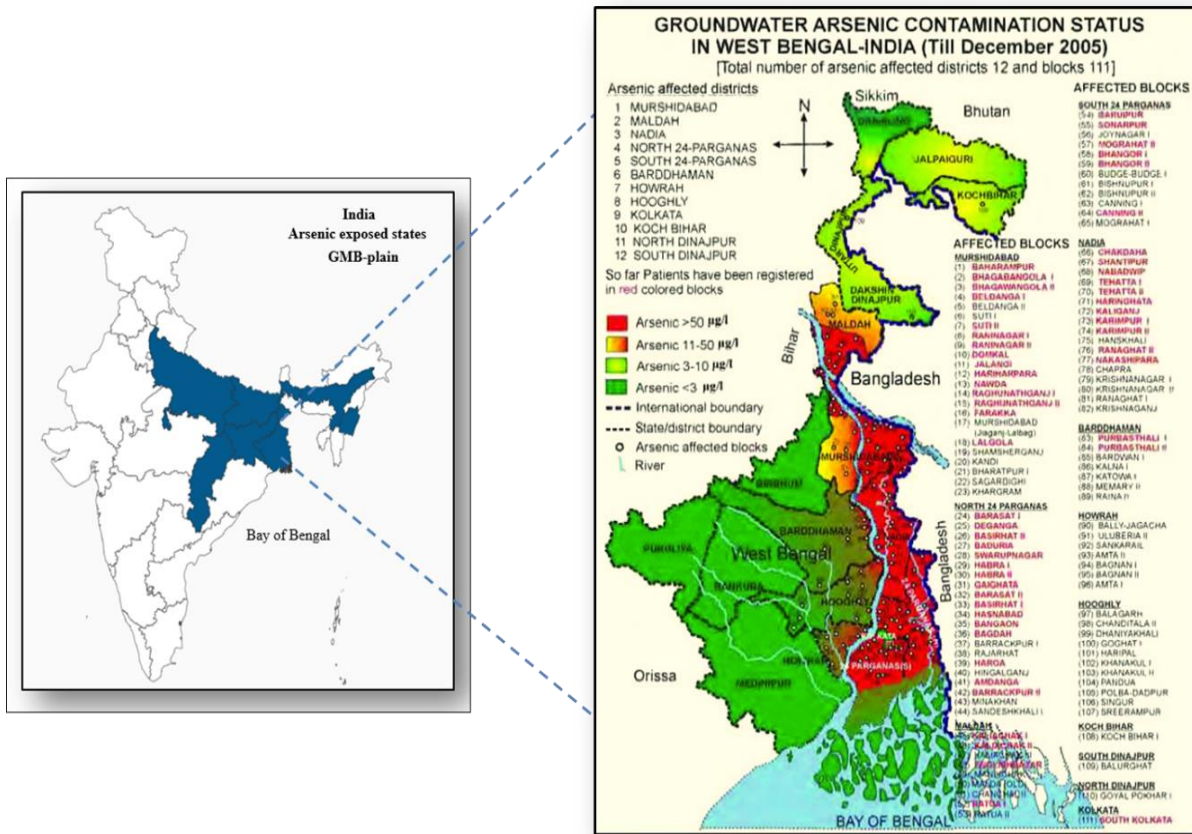 India
Arsenic exposed states
GMB-plain
Bay of Bengal
GROUNDWATER ARSENIC CONTAMINATION STATUS
IN WEST BENGAL-INDIA (Till December 2005)
[Total number of arsenic affected districts 12 and blocks 111]
Arsenic affected districts
1 MURSHIDABAD
2 MALDAH
3 NADIA
4 NORTH 24-PARGANAS
5 SOUTH 24-PARGANAS
6 BARDDHAMAN
7 HOWRAH
8 HOOGHLY
9 KOLKATA
10 KOCH BIHAR
11 NORTH DINAJPUR
12 SOUTH DINAJPUR
So far Patients have been registered
in red colored blocks
Arsenic >50 µg/l
Arsenic 11-50 µg/l
Arsenic 3-10 µg/l
Arsenic <3 µg/l
International boundary
State/district boundary
Arsenic affected blocks
River
N
Sikkim
Bhutan
JALPAIGURI
KOCHBIHAR
DAKSHIN
DINAJPUR
MALDAH
Bihar
Bangladesh
BIRBHUM
BARDDHAMAN
West Bengal
BANKURA
HOOGHLY
MEDINIPUR
PARGANAS(S)
Orissa
Bangladesh
BAY OF BENGAL
AFFECTED BLOCKS
MURSHIDABAD
(1) BAHARAMPUR
(2) BHAGABANGOLA I
(3) BHAGAWANGOLA II
(4) BELDANGA I
(5) BELDANGA II
(6) SUTI I
(7) SUTI II
(8) RANINAGAR I
(9) RANINAGAR II
(10) DOMKAL
(11) JALANGI
(12) HARIHARPARA
(13) NAWDA
(14) RAGHUNATHGANJ I
(15) RAGHUNATHGANJ II
(16) FARAKKA
(17) MURSHIDABAD
(Jiaganj-Lalbag)
(18) LALGOLA
(19) SHAMSHERGANJ
(20) KANDI
(21) BHARATPUR I
(22) SAGARDIGHI
(23) KHARGRAM
NORTH 24 PARGANAS
(24) BARASAT I
(25) DEGANGA
(26) BASIRHAT II
(27) BADURIA
(28) SWARUPNAGAR
(29) HABRA I
(30) HABRA II
(31) GAIGHATA
(32) BARASAT II
(33) BASIRHAT I
(34) HASNABAD
(35) BANGAON
(36) BAGDAH
(37) BARRACKPUR I
(38) RAJARHAT
(39) HAROA
(40) HINGALGANJ
(41) AMDANGA
(42) BARRACKPUR II
(43) MINAKHAN
(44) SANDESHKHALI I
MALDAH
RATUA I
(53) RATUA II
AFFECTED BLOCKS
SOUTH 24 PARGANAS
(54) BARUIPUR
(55) SONARPUR
(56) JOYNAGAR I
(57) MOGRAHAT II
(58) BHANGOR I
(59) BHANGOR II
(60) BUDGE-BUDGE I
(61) BISHNUPUR I
(62) BISHNUPUR II
(63) CANNING I
(64) CANNING II
(65) MOGRAHAT I
NADIA
(66) CHAKDAHA
(67) SHANTIPUR
(68) NABADWIP
(69) TEHATTA I
(70) TEHATTA II
(71) HARINGHATA
(72) KALIGANJ
(73) KARIMPUR I
(74) KARIMPUR II
(75) HANSKHALI
(76) RANAGHAT II
(77) NAKASHIPARA
(78) CHAPRA
(79) KRISHNANAGAR I
(80) KRISHNANAGAR II
(81) RANAGHAT I
(82) KRISHNAGANJ
BARDDHAMAN
(83) PURBASTHALI I
(84) PURBASTHALI II
(85) BARDWAN I
(86) KALNA I
(87) KATOWA I
(88) MEMARY II
(89) RAINA II
HOWRAH
(90) BALLY-JAGACHA
(91) ULUBERIA II
(92) SANKARAIL
(93) AMTA II
(94) BAGNAN I
(95) BAGNAN II
(96) AMTA I
HOOGHLY
(97) BALAGARH
(98) CHANDITALA II
(99) DHANIYAKHALI
(100) GOGHAT I
(101) HARIPAL
(102) KHANAKUL I
(103) KHANAKUL II
(104) PANDUA
(105) POLBA-DADPUR
(106) SINGUR
(107) SREERAMPUR
KOCH BIHAR
(108) KOCH BIHAR I
SOUTH DINAJPUR
(109) BALURGHAT
NORTH DINAJPUR
(110) GOYAL POKHAR I
KOLKATA
(111) SOUTH KOLKATA